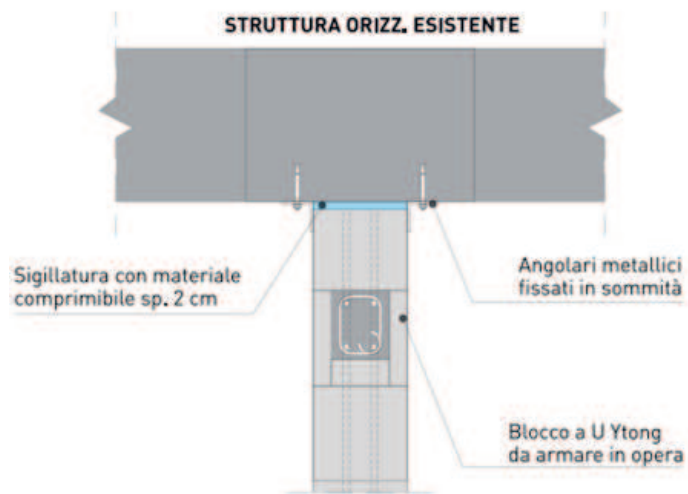 STRUTTURA ORIZZ. ESISTENTE
Sigillatura con materiale
comprimibile sp. 2 cm
Angolari metallici
fissati in sommità
Blocco a U Ytong
da armare in opera